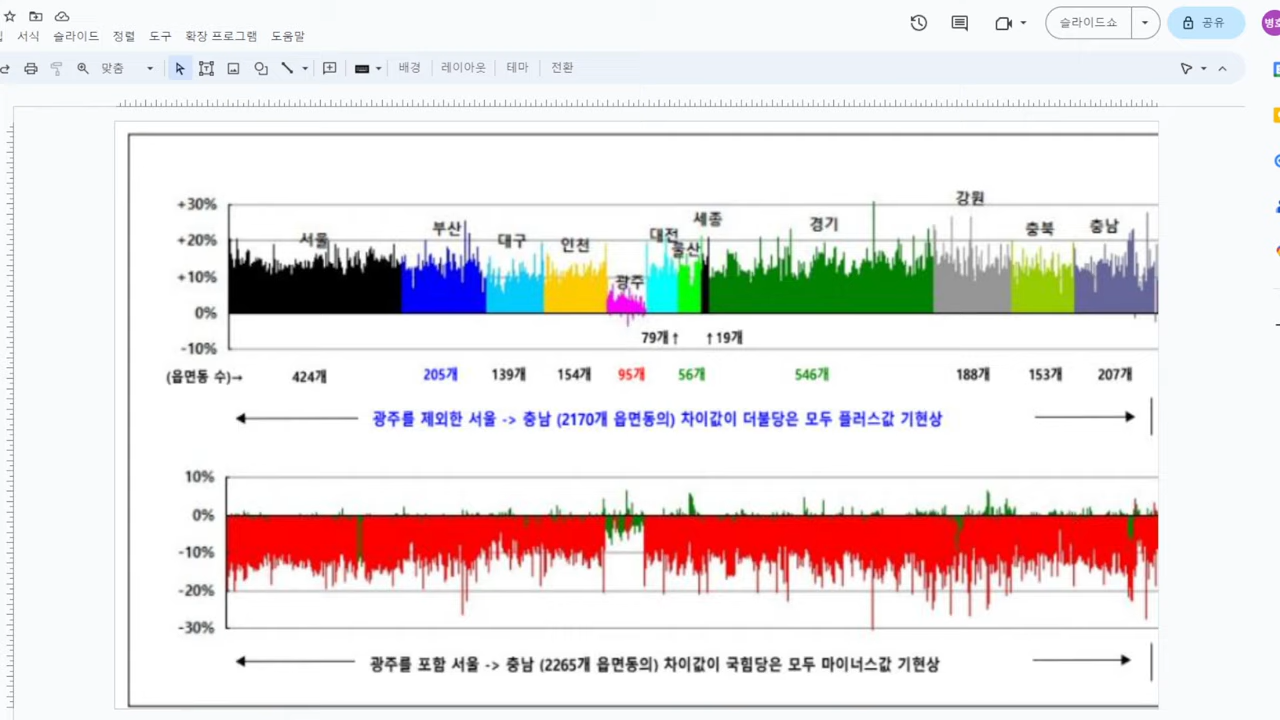 서식 슬라이드 정렬 도구 확장 프로그램 도움말
슬라이드쇼
공유
맞춤
배경 레이아웃 테마 전환
+30%
+20%
+10%
0%
-10%
서울
부산
대구
인천
광주
대전
울산
세종
경기
강원
충북
충남
79개↑ ↑19개
(읍면동 수)→ 424개 205개 139개 154개 95개 56개 546개 188개 153개 207개
광주를 제외한 서울 -> 충남 (2170개 읍면동의) 차이값이 더불당은 모두 플러스값 기현상
10%
0%
-10%
-20%
-30%
광주를 포함 서울 -> 충남 (2265개 읍면동의) 차이값이 국힘당은 모두 마이너스값 기현상